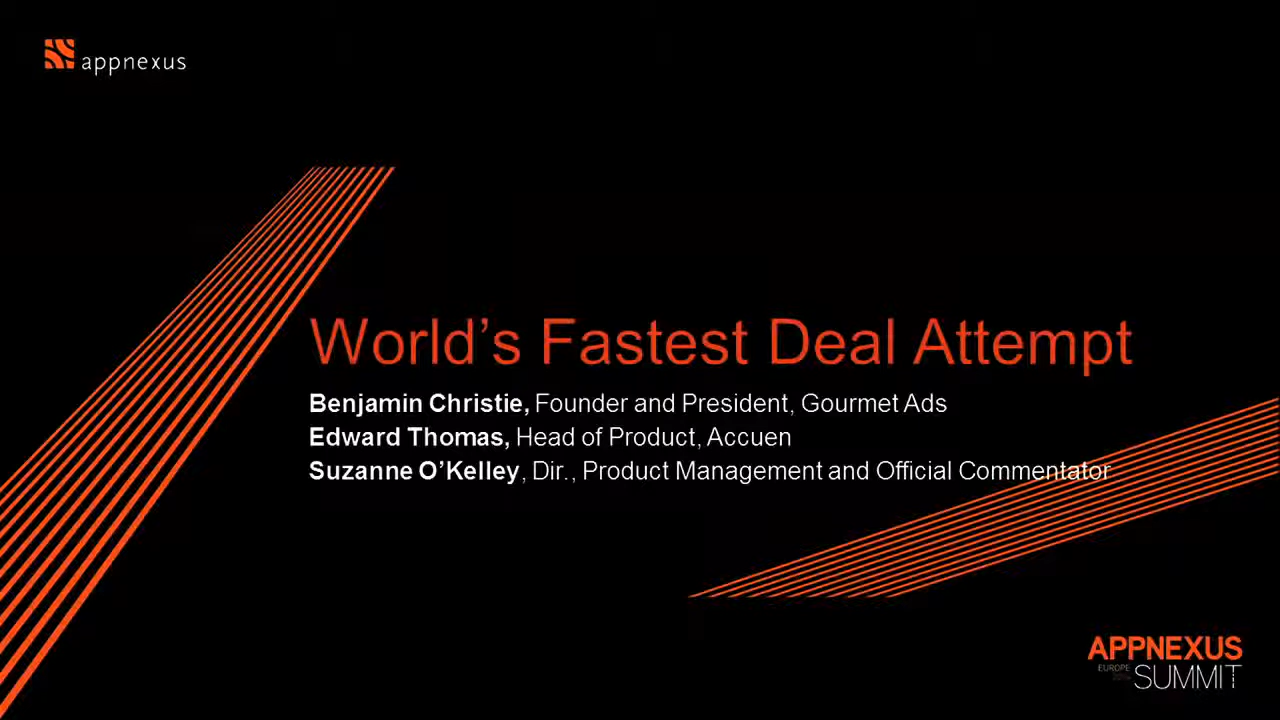 appnexus
World’s Fastest Deal Attempt
Benjamin Christie, Founder and President, Gourmet Ads
Edward Thomas, Head of Product, Accuen
Suzanne O’Kelley, Dir., Product Management and Official Commentator
APPNEXUS
EUROPE
SUMMIT